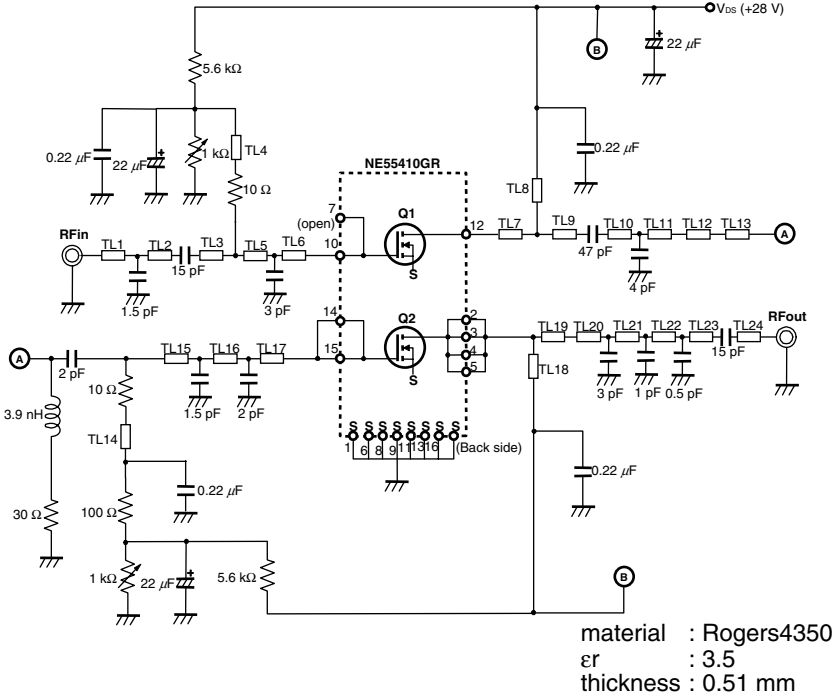 VDS (+28 V)
B
22 μF
5.6 kΩ
0.22 μF
22 μF
1 kΩ
TL4
10 Ω
NE55410GR
TL8
0.22 μF
7
(open)
Q1
12
TL7
TL9
TL10
TL11
TL12
TL13
A
47 pF
4 pF
RFin
TL1
TL2
TL3
TL5
TL6
10
S
15 pF
1.5 pF
3 pF
14
Q2
2
3
4
5
15
S
TL19
TL20
TL21
TL22
TL23
TL24
RFout
15 pF
3 pF
1 pF
0.5 pF
TL18
A
2 pF
TL15
TL16
TL17
1.5 pF
2 pF
3.9 nH
10 Ω
TL14
0.22 μF
100 Ω
30 Ω
S S S S S S S S
1 6 8 9 11 13 16
(Back side)
0.22 μF
1 kΩ
22 μF
5.6 kΩ
B
material : Rogers4350
εr : 3.5
thickness : 0.51 mm